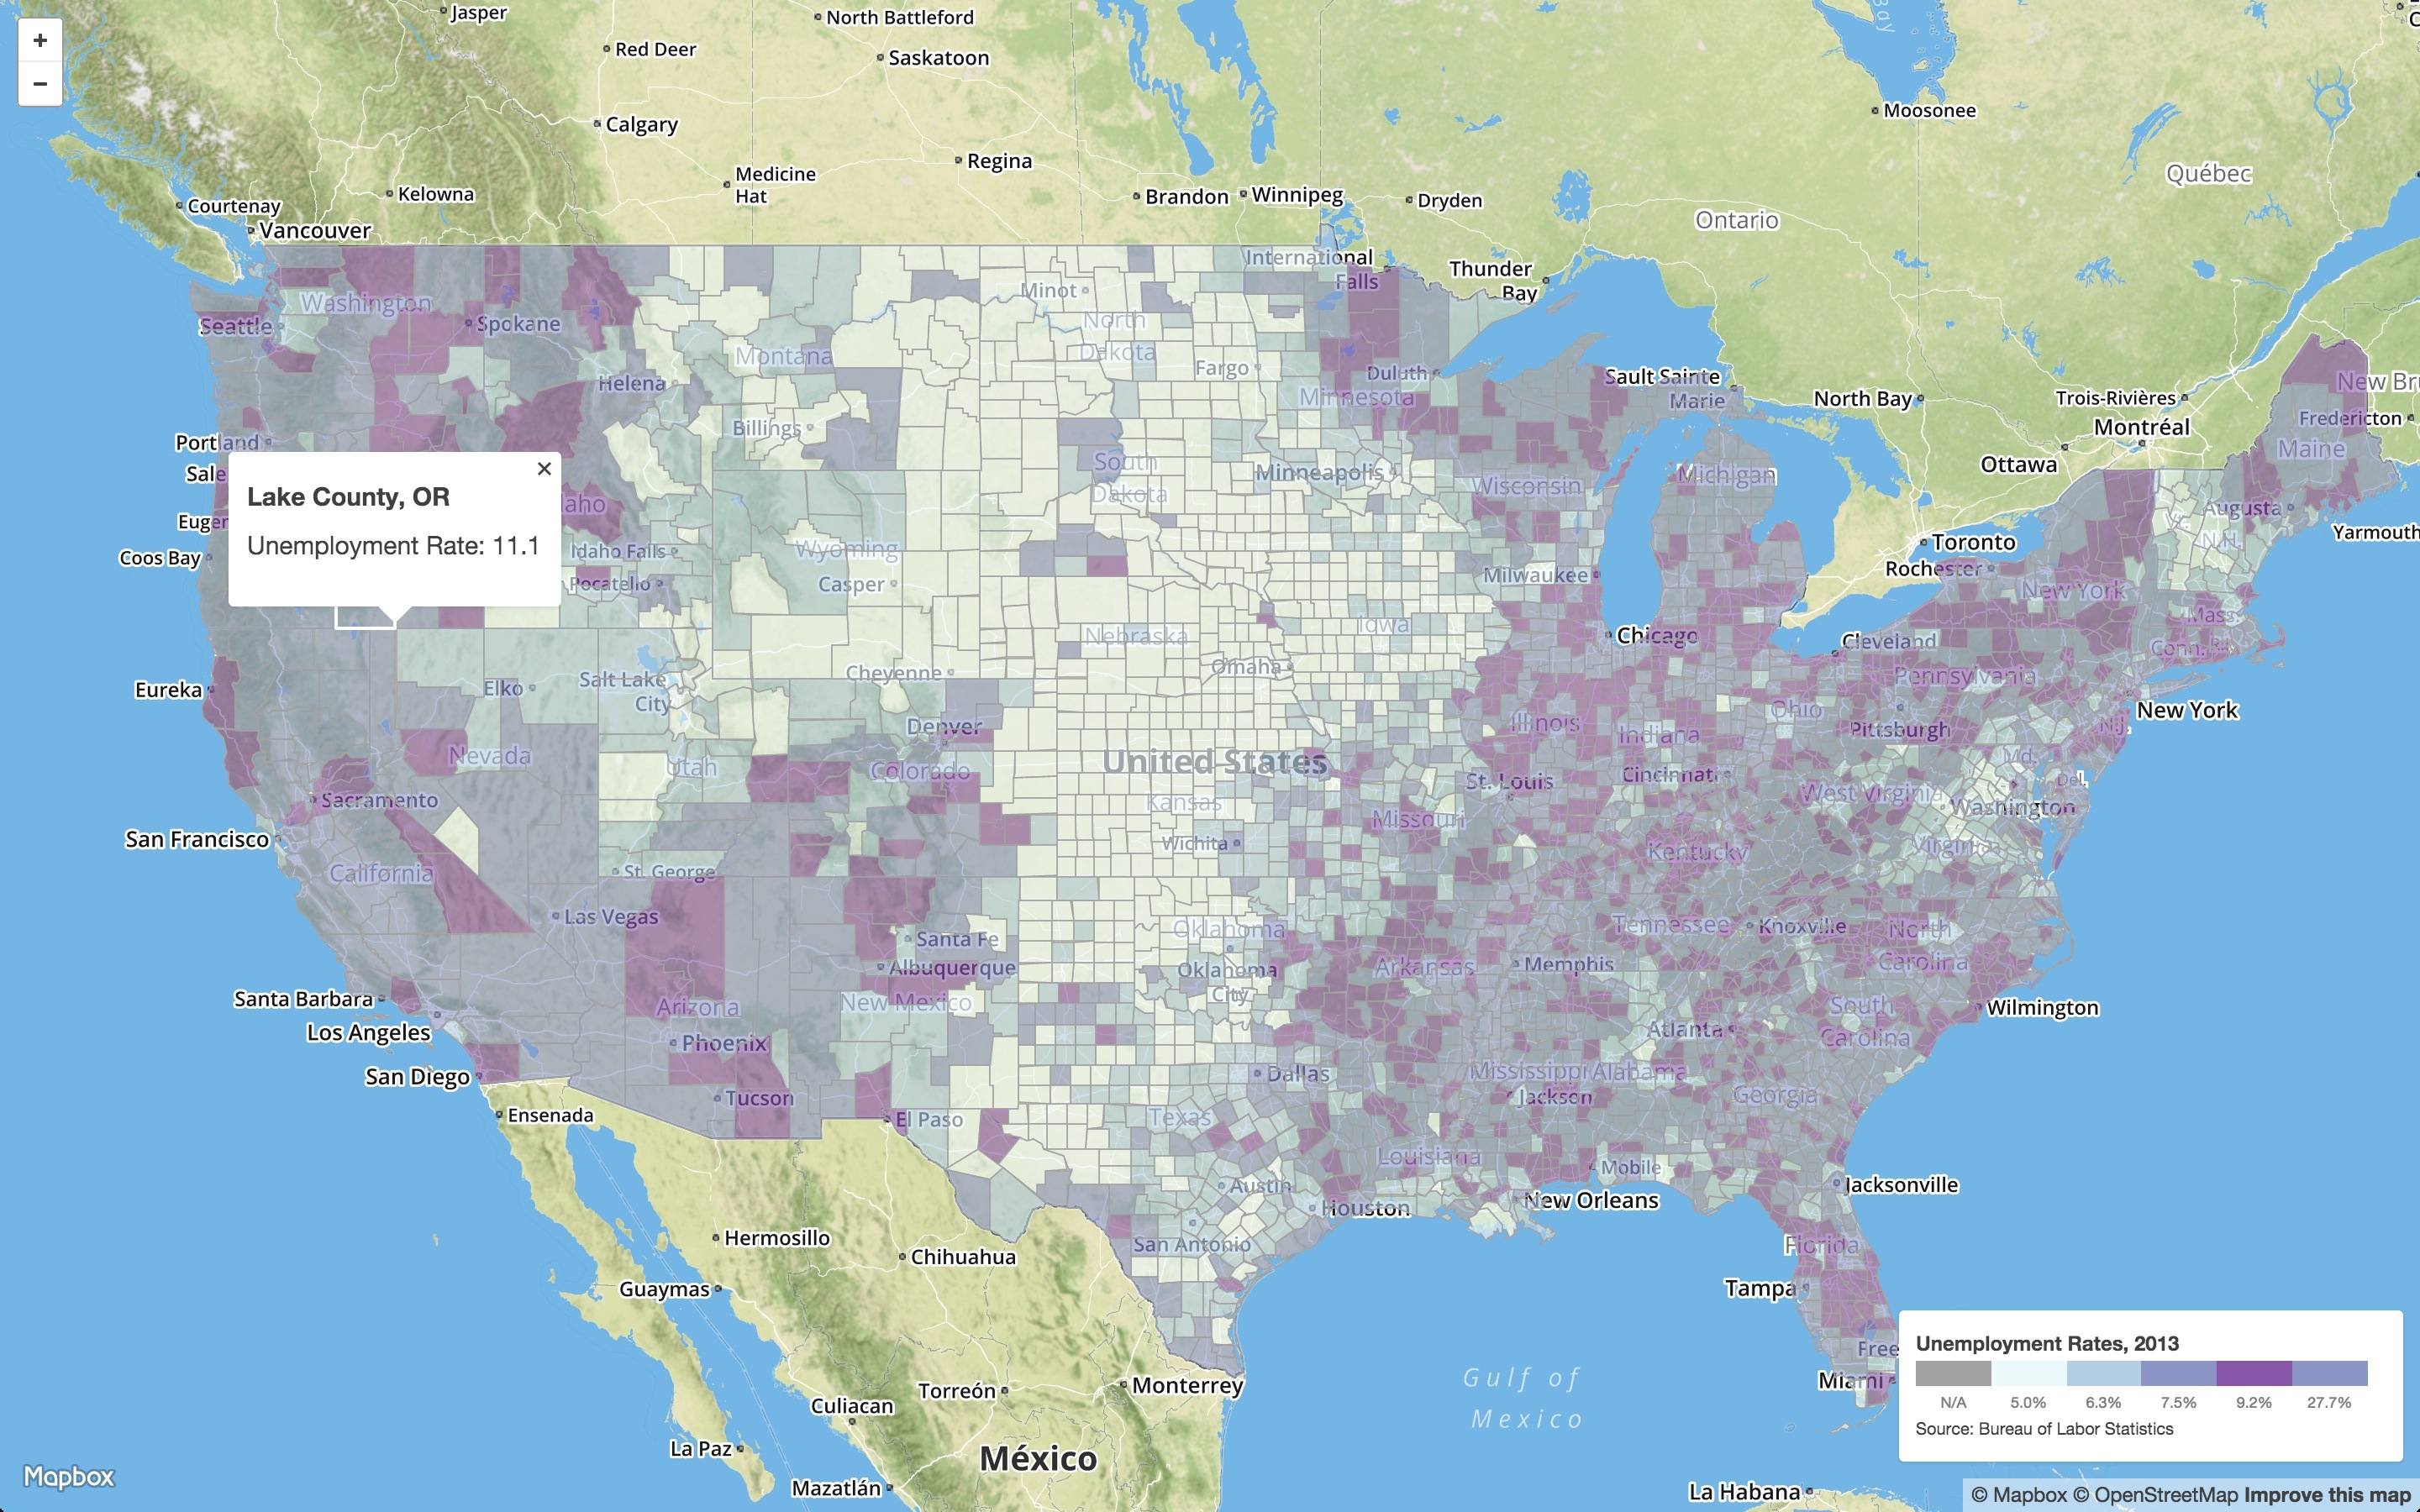 Jasper
North Battleford
+
Red Deer
Saskatoon
−
Moosonee
Calgary
Regina
Medicine
Hat
Québec
Kelowna
Brandon
Winnipeg
Dryden
Courtenay
Ontario
Vancouver
International
Falls
Thunder
Bay
Minot
Washington
Seattle
Spokane
North
Dakota
Montana
Fargo
Helena
Duluth
Sault Sainte
Marie
New Br
Minnesota
North Bay
Trois-Rivières
Fredericton
Billings
Montréal
Portland
Maine
Ottawa
Sale
South
Dakota
Minneapolis
Michigan
Wisconsin
×
Lake County, OR
Unemployment Rate: 11.1
aho
Augusta
Vt.
Euger
Yarmouth
N.H.
Toronto
Coos Bay
Idaho Falls
Wyoming
Rochester
Milwaukee
Pocatello
Casper
New York
Mass.
Iowa
Nebraska
Chicago
Cleveland
Conn.
R.I.
Omaha
Cheyenne
Pennsylvania
Eureka
Elko
Salt Lake
City
Ohio
New York
Denver
Illinois
Pittsburgh
N.J.
Indiana
Nevada
United States
Md.
Utah
Colorado
St. Louis
Cincinnati
Del.
Sacramento
Kansas
West Virginia
Washington
Missouri
San Francisco
Wichita
Virginia
Kentucky
California
St. George
Las Vegas
Oklahoma
Tennessee
Knoxville
North
Carolina
Santa Fe
Albuquerque
Oklahoma
City
Arkansas
Memphis
Santa Barbara
Arizona
New Mexico
South
Carolina
Wilmington
Los Angeles
Phoenix
Atlanta
San Diego
Dallas
Mississippi
Alabama
Tucson
Jackson
Georgia
Ensenada
El Paso
Texas
Louisiana
Mobile
Austin
Jacksonville
New Orleans
Houston
Hermosillo
San Antonio
Florida
Chihuahua
Guaymas
Tampa
Unemployment Rates, 2013
Free
Gulf of
Mexico
Miami
Torreón
Monterrey
N/A 5.0% 6.3% 7.5% 9.2% 27.7%
Culiacan
Source: Bureau of Labor Statistics
La Paz
México
Mapbox
Mazatlán
La Habana
© Mapbox © OpenStreetMap Improve this map